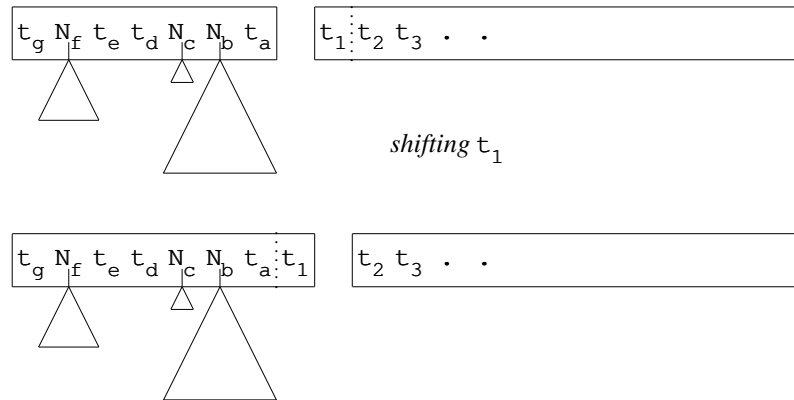 t_g N_f t_e t_d N_c N_b t_a t_1 t_2 t_3 . .
shifting t_1
t_g N_f t_e t_d N_c N_b t_a t_1 t_2 t_3 . .